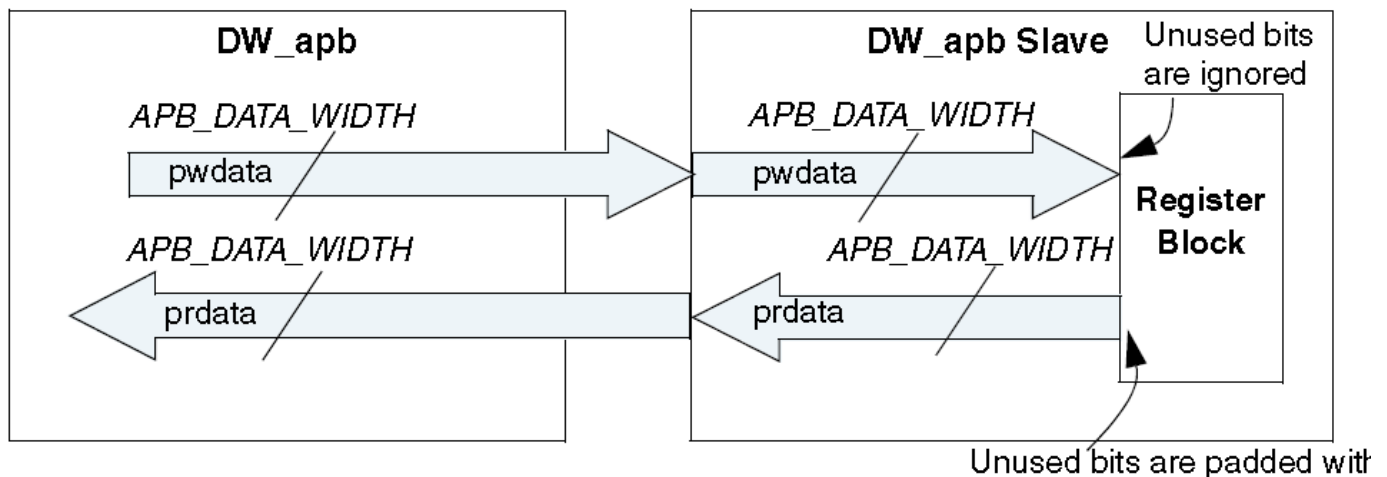 DW_apb
DW_apb Slave
Unused bits
are ignored
APB_DATA_WIDTH
APB_DATA_WIDTH
pwdata
pwdata
Register
Block
APB_DATA_WIDTH
APB_DATA_WIDTH
prdata
prdata
Unused bits are padded with